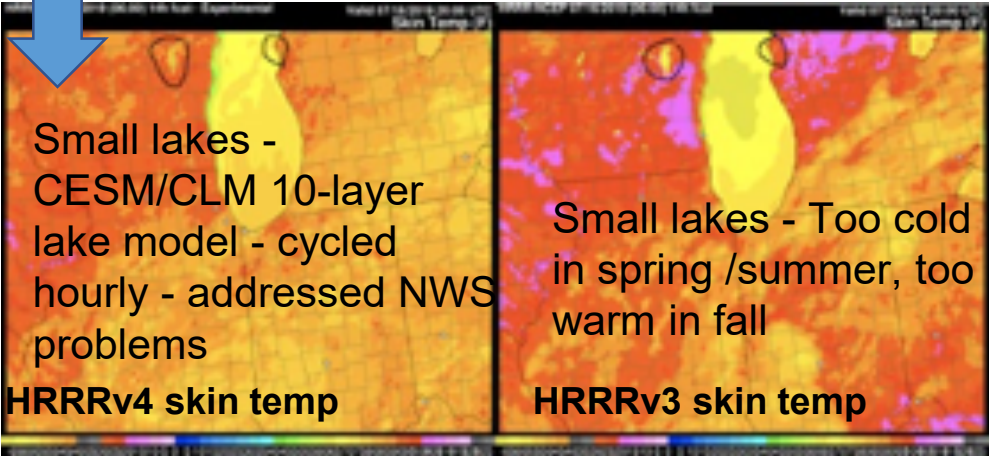 Skin Temp (F)
Skin Temp (F)
Small lakes -
CESM/CLM 10-layer
lake model - cycled
hourly - addressed NWS
problems
HRRRv4 skin temp
Small lakes - Too cold
in spring /summer, too
warm in fall
HRRRv3 skin temp